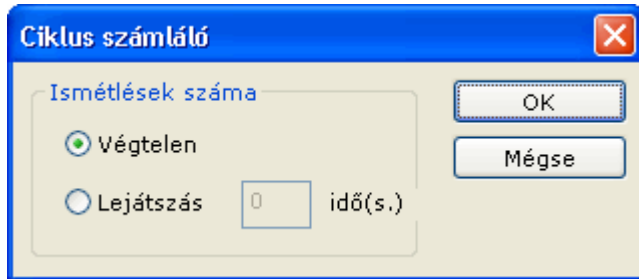 Ciklus számláló
Ismétlések száma
Végtelen
Lejátszás 0 idő(s.)
OK
Mégse